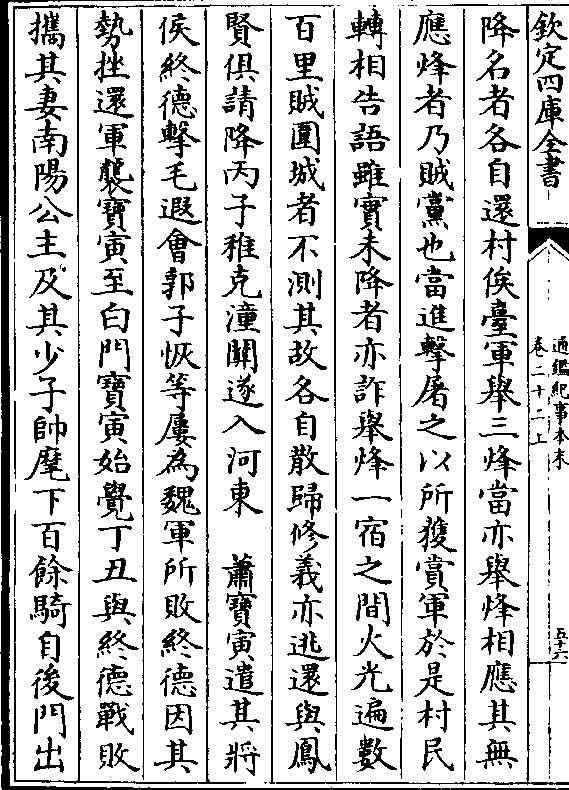 欽定四庫全書
通鑑紀事本末
卷二十二上
五十六
降名者各自還村俟臺軍舉三烽當亦舉烽相應其無
應烽者乃賊黨也當進擊屠之以所獲賞軍於是村民
轉相告語雖實未降者亦詐舉烽一宿之間火光遍數
百里賊圍城者不測其故各自散歸修義亦逃還與鳳
賢俱請降丙子稚克潼關遂入河東　蕭寶寅遣其將
侯終德擊毛遐會郭子恢等屢為魏軍所敗終德因其
勢挫還軍襲寶寅至白門寶寅始覺丁丑與終德戰敗
攜其妻南陽公主及其少子帥麾下百餘騎自後門出